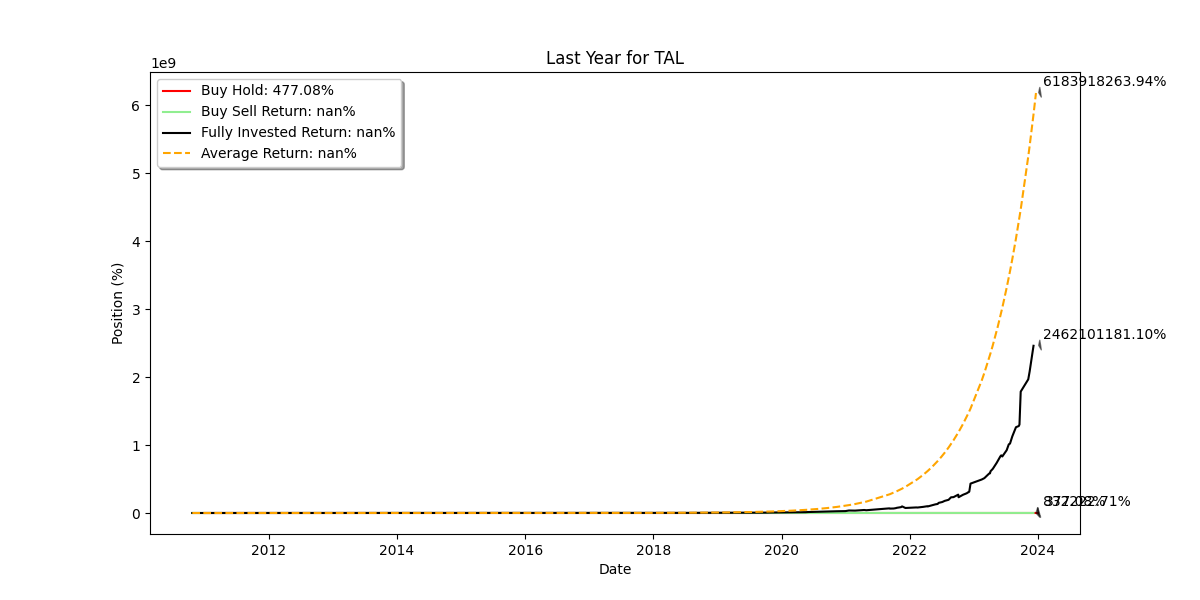 Last Year for TAL
1e9
Buy Hold: 477.08%
Buy Sell Return: nan%
Fully Invested Return: nan%
Average Return: nan%
6183918263.94%
2462101181.10%
6
5
4
3
2
1
0
Position (%)
2012
2014
2016
2018
2020
2022
2024
Date